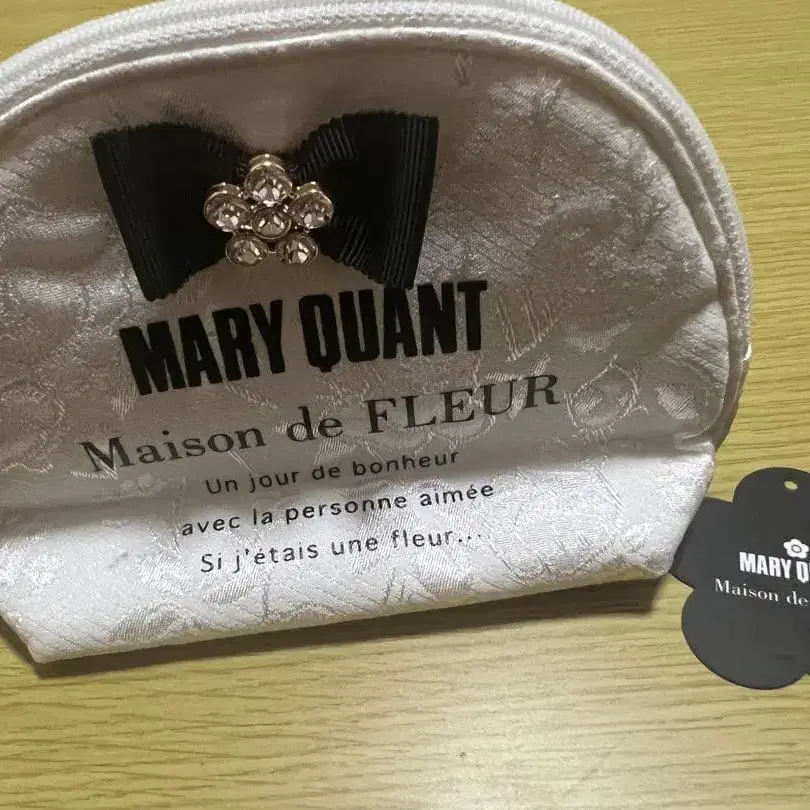 MARY QUANT
Maison de FLEUR
Un jour de bonheur
avec la personne aimée
Si j'étais une fleur...
MARY Q
Maison de